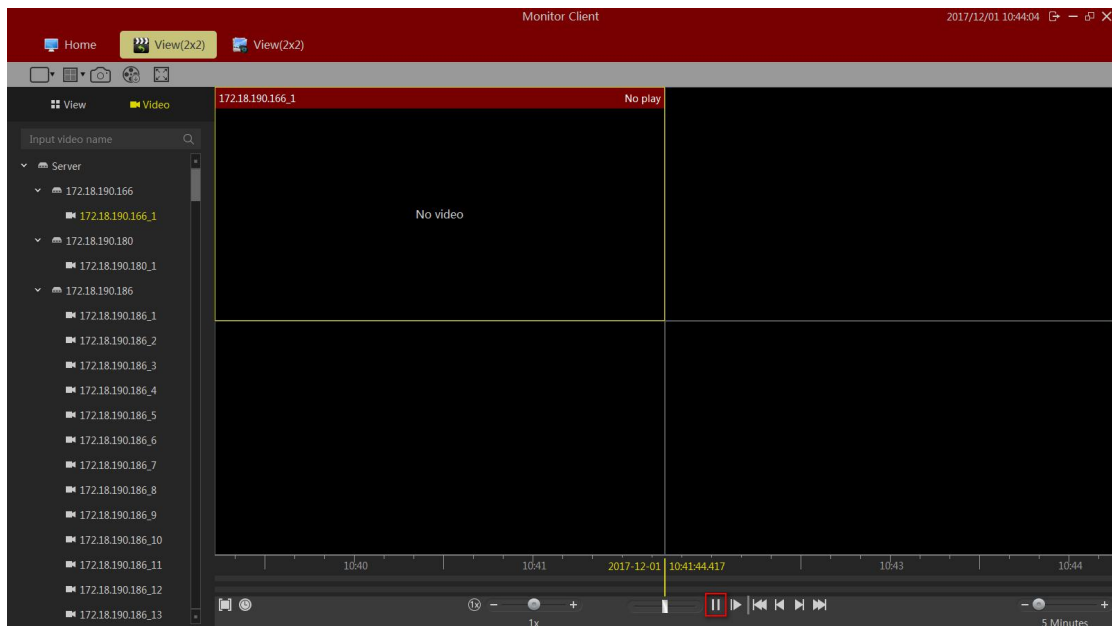 Monitor Client
2017/12/01 10:44:04
Home
View(2x2)
View(2x2)
View
Video
Input video name
Server
172.18.190.166
172.18.190.166_1
172.18.190.180
172.18.190.180_1
172.18.190.186
172.18.190.186_1
172.18.190.186_2
172.18.190.186_3
172.18.190.186_4
172.18.190.186_5
172.18.190.186_6
172.18.190.186_7
172.18.190.186_8
172.18.190.186_9
172.18.190.186_10
172.18.190.186_11
172.18.190.186_12
172.18.190.186_13
172.18.190.166_1 No play
No video
10:40 10:41 2017-12-01 10:41:44.417 10:43 10:44
1x
1x
5 Minutes